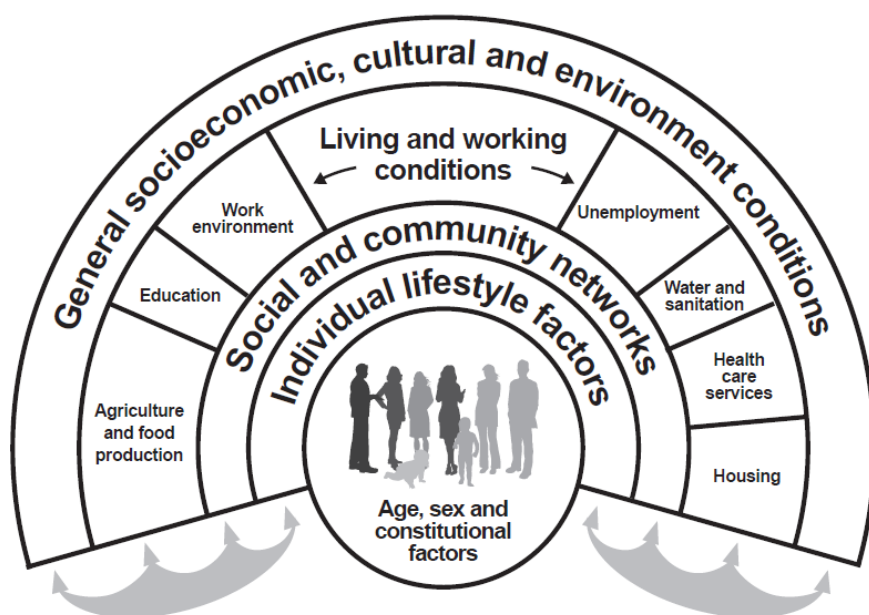 General socioeconomic, cultural and environment conditions
Living and working
conditions
Work
environment
Unemployment
Education
Water and
sanitation
Agriculture
and food
production
Health
care
services
Housing
Social and community networks
Individual lifestyle factors
Age, sex and
constitutional
factors